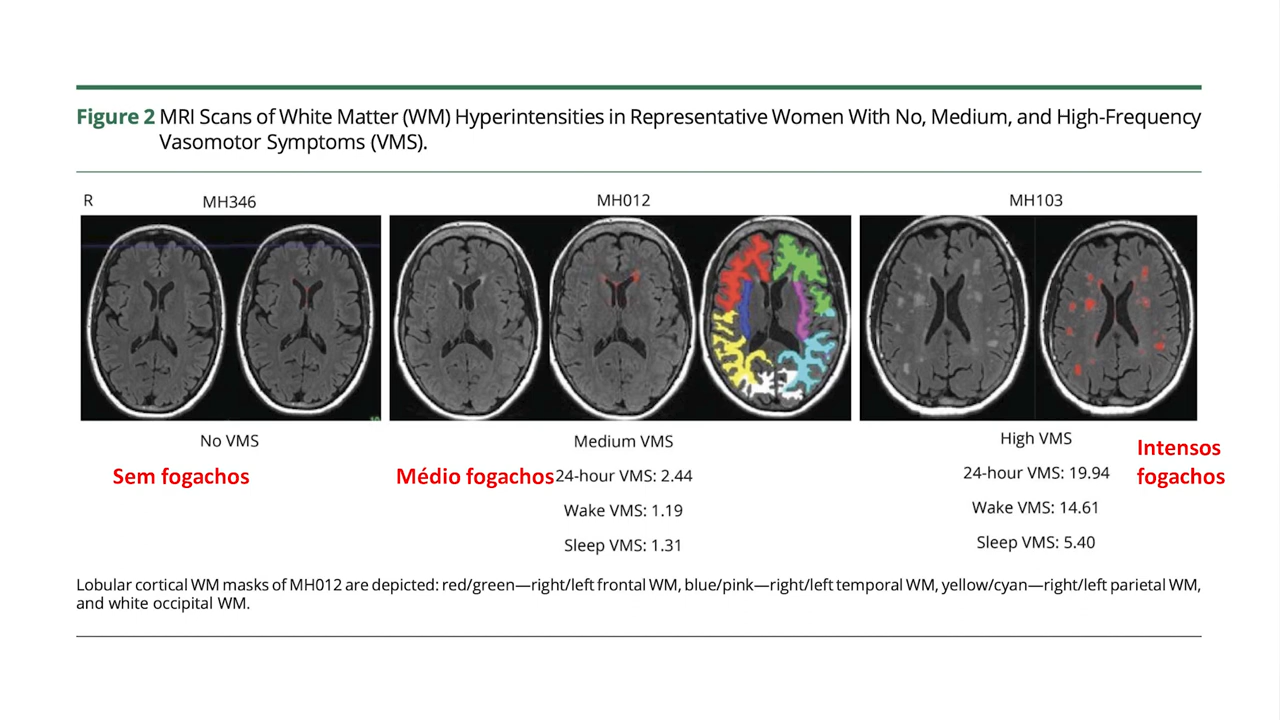 Figure 2 MRI Scans of White Matter (WM) Hyperintensities in Representative Women With No, Medium, and High-Frequency
Vasomotor Symptoms (VMS).
R
MH346
MH012
MH103
No VMS
Sem fogachos
Medium VMS
Médio fogachos
24-hour VMS: 2.44
Wake VMS: 1.19
Sleep VMS: 1.31
High VMS
Intensos
fogachos
24-hour VMS: 19.94
Wake VMS: 14.61
Sleep VMS: 5.40
Lobular cortical WM masks of MH012 are depicted: red/green—right/left frontal WM, blue/pink—right/left temporal WM, yellow/cyan—right/left parietal WM,
and white occipital WM.